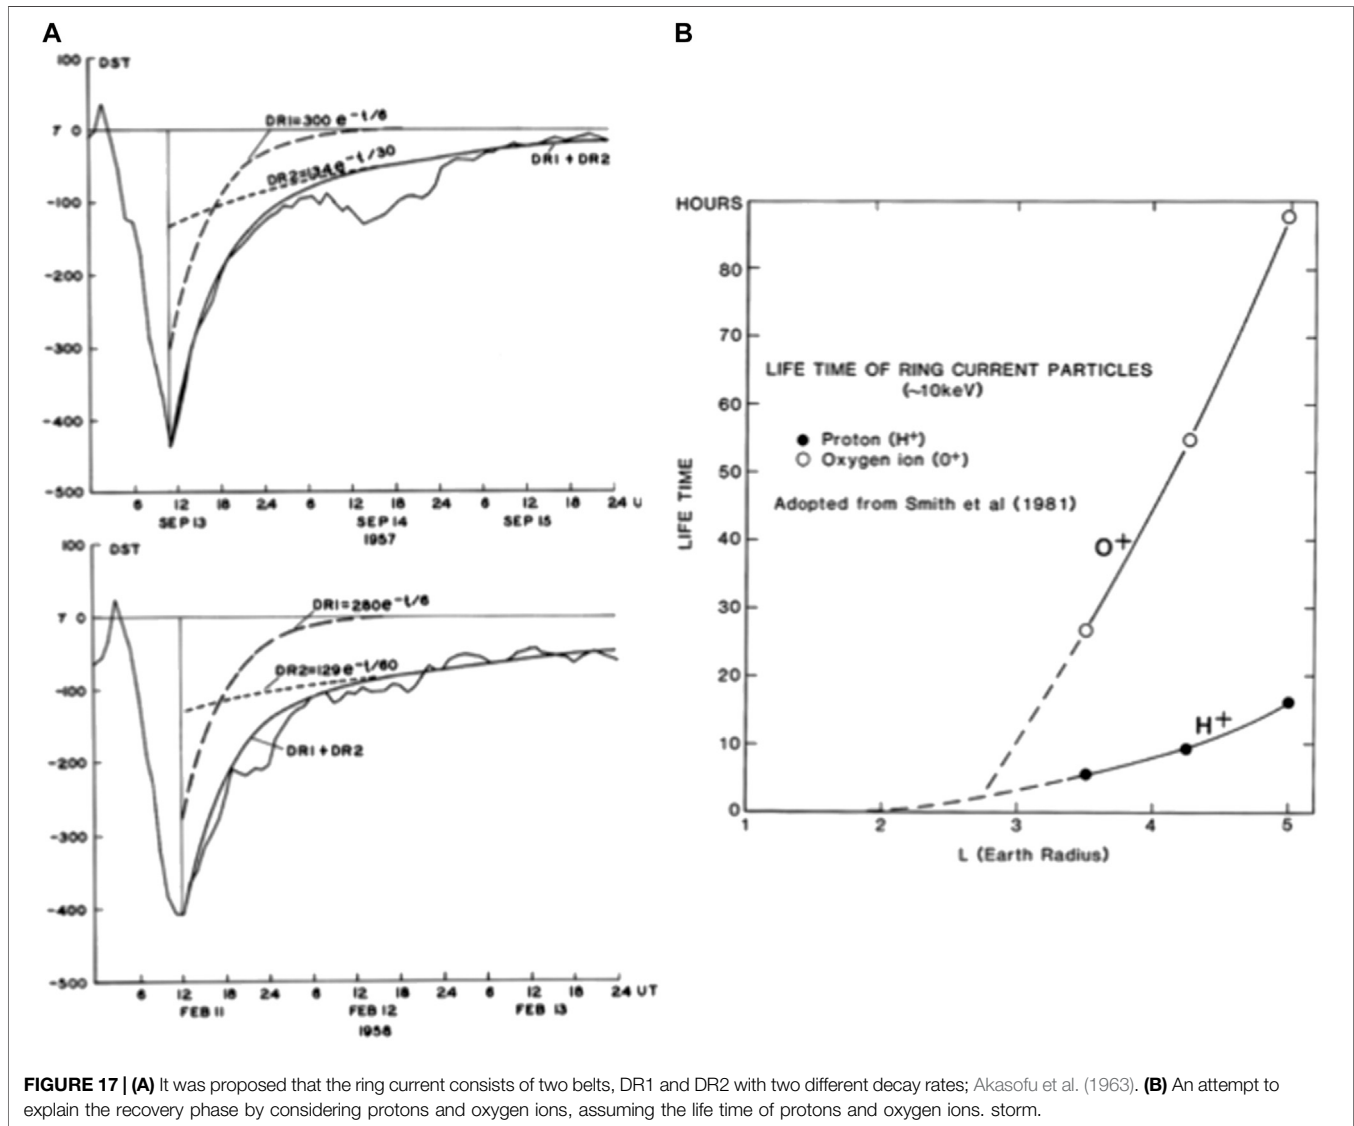 A
100 DST
γ 0
-100
-200
-300
-400
-500
DR1=300 e-t/6
DR2=134e-t/30
DR1 + DR2
6 12 18 24 6 12 18 24 6 12 18 24 U
SEP 13 SEP 14 SEP 15
1957
100 DST
γ 0
-100
-200
-300
-400
-500
DR1=280e-t/6
DR2=129e-t/60
DR1 + DR2
6 12 18 24 6 12 18 24 6 12 18 24 UT
FEB 11 FEB 12 FEB 13
1958
B
HOURS
80
70
60
50
40
30
20
10
0
LIFE TIME
LIFE TIME OF RING CURRENT PARTICLES
(~10keV)
Proton (H+)
Oxygen ion (O+)
Adopted from Smith et al (1981)
O+
H+
1 2 3 4 5
L (Earth Radius)
FIGURE 17 | (A) It was proposed that the ring current consists of two belts, DR1 and DR2 with two different decay rates; Akasofu et al. (1963). (B) An attempt to
explain the recovery phase by considering protons and oxygen ions, assuming the life time of protons and oxygen ions. storm.